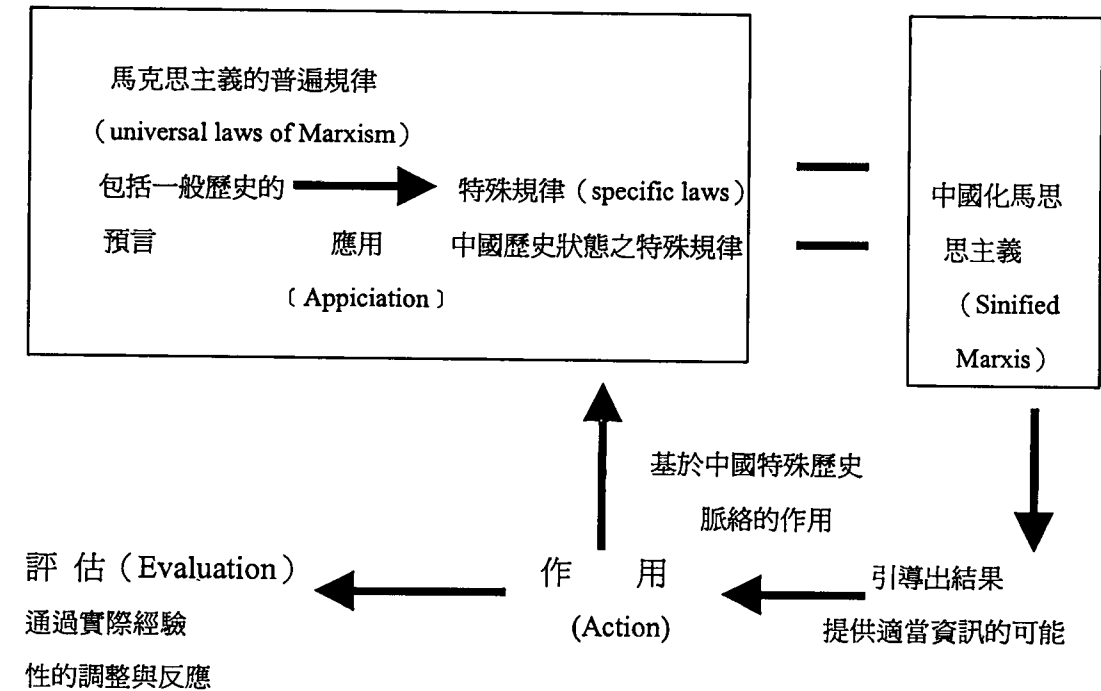 馬克思主義的普遍規律
（universal laws of Marxism）
包括一般歷史的
預言
應用
〔Appiciation〕
特殊規律（specific laws）
中國歷史狀態之特殊規律
中國化馬思
思主義
（Sinified
Marxis）
基於中國特殊歷史
脈絡的作用
引導出結果
提供適當資訊的可能
作 用
(Action)
評 估（Evaluation）
通過實際經驗
性的調整與反應